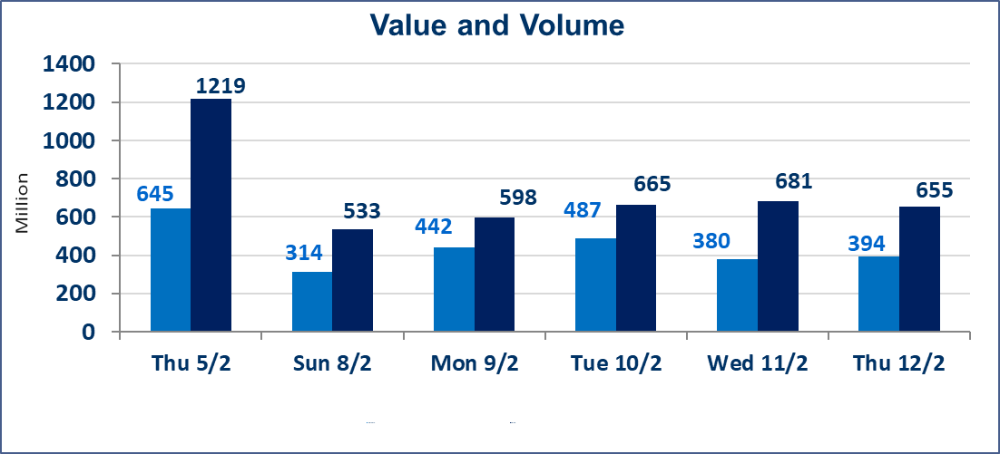 Value and Volume
1400
1200
1000
800
600
400
200
0
Million
645
1219
314
533
442
598
487
665
380
681
394
655
Thu 5/2
Sun 8/2
Mon 9/2
Tue 10/2
Wed 11/2
Thu 12/2